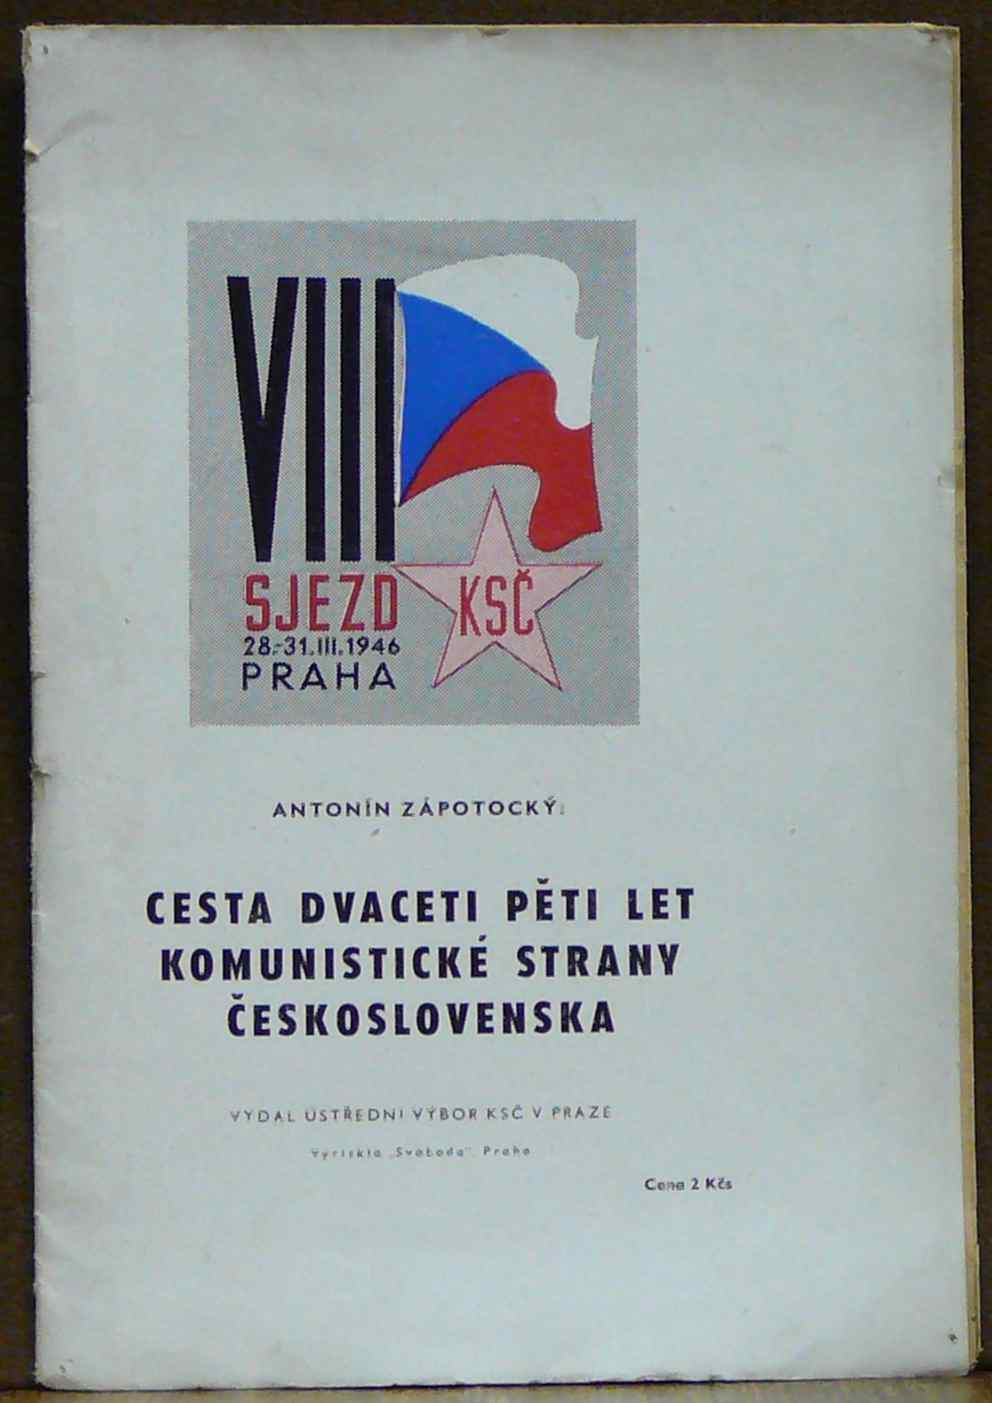 VIII
SJEZD
28.-31.III.1946
PRAHA
KSČ
ANTONÍN ZÁPOTOCKÝ:
CESTA DVACETI PĚTI LET
KOMUNISTICKÉ STRANY
ČESKOSLOVENSKA
VYDAL ÚSTŘEDNÍ VÝBOR KSČ V PRAZE
Vytiskla „Svoboda“ Praha
Cena 2 Kčs